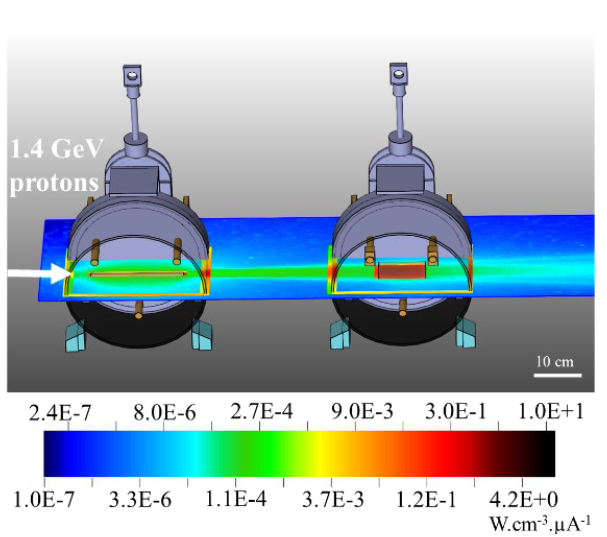 1.4 GeV
protons
10 cm
2.4E-7 8.0E-6 2.7E-4 9.0E-3 3.0E-1 1.0E+1
1.0E-7 3.3E-6 1.1E-4 3.7E-3 1.2E-1 4.2E+0
W.cm⁻³.µA⁻¹